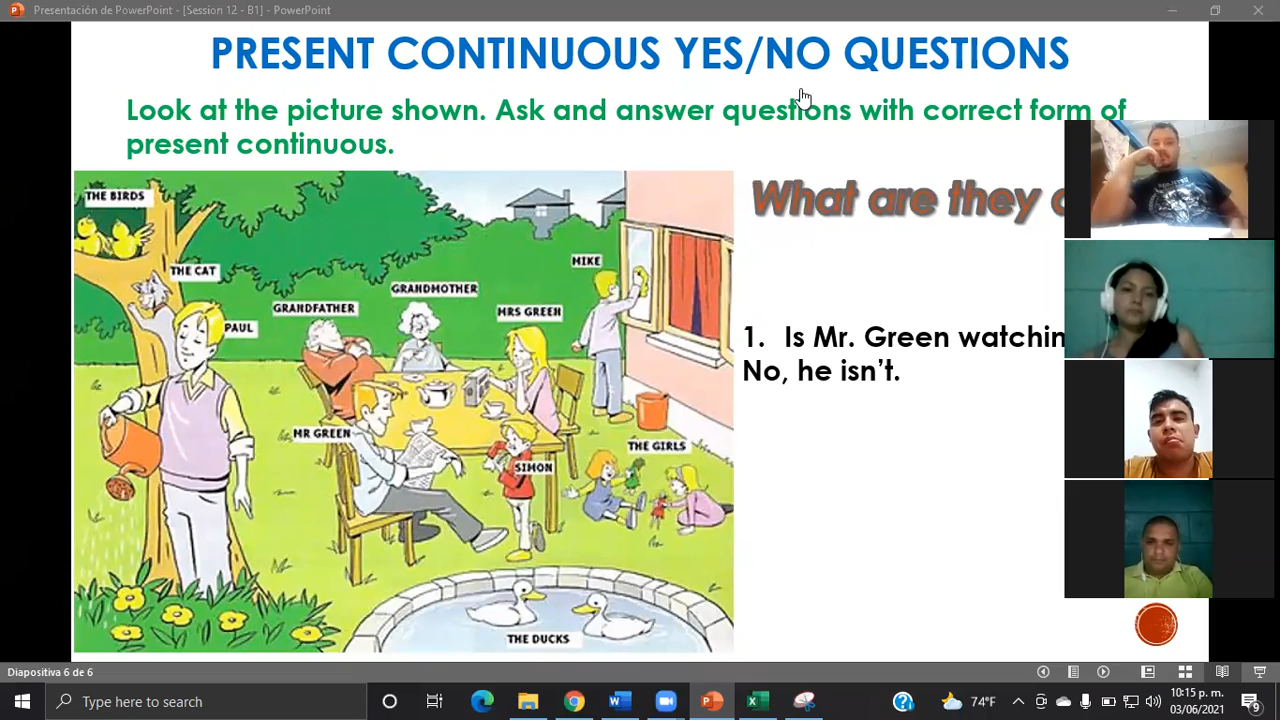 Presentación de PowerPoint - [Session 12 - B1] - PowerPoint
PRESENT CONTINUOUS YES/NO QUESTIONS
Look at the picture shown. Ask and answer questions with correct form of
present continuous.
What are they
THE BIRDS
THE CAT
PAUL
GRANDFATHER
GRANDMOTHER
MRS GREEN
MIKE
MR GREEN
SIMON
THE GIRLS
THE DUCKS
1. Is Mr. Green watchin
No, he isn't.
Diapositiva 6 de 6
Type here to search
74°F
10:15 p. m.
03/06/2021
9